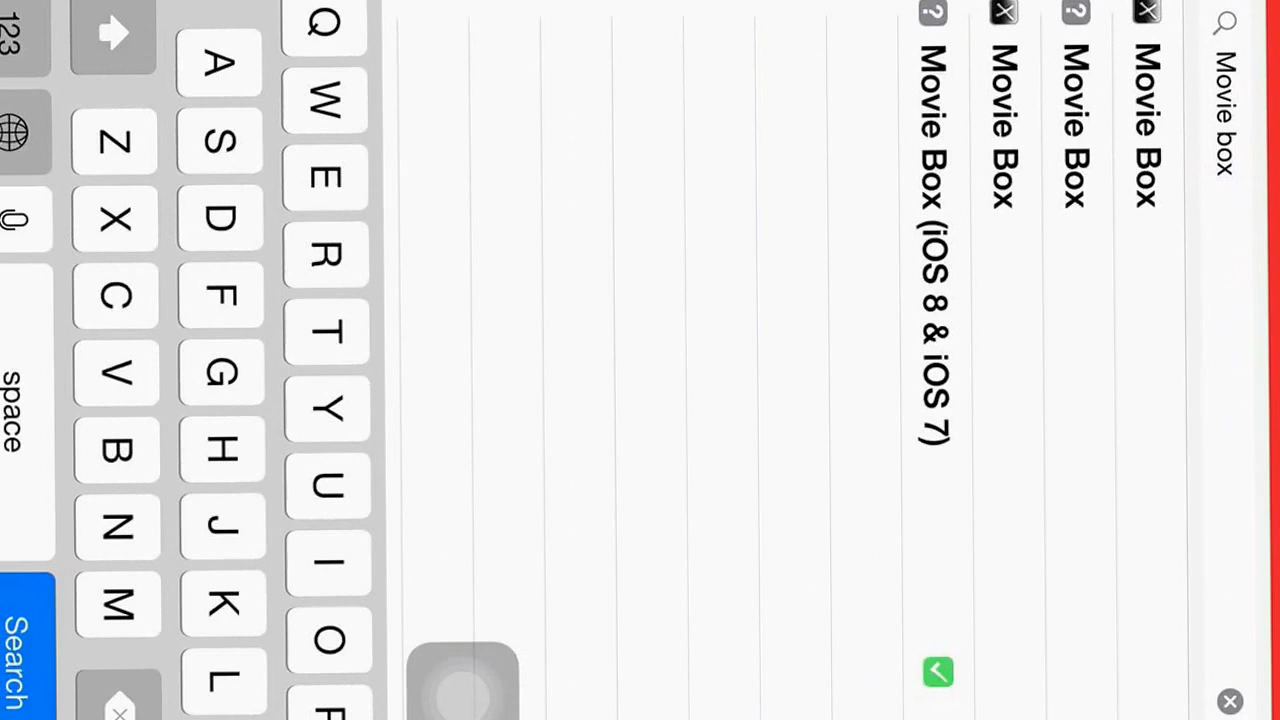 Movie box
Movie Box
Movie Box
Movie Box
Movie Box (iOS 8 & iOS 7)
Q W E R T Y U I O
A S D F G H J K L
Z X C V B N M
123 space Search